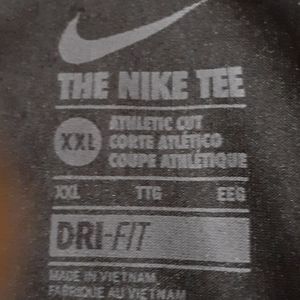 THE NIKE TEE
XXL
ATHLETIC CUT
CORTE ATLÉTICO
COUPE ATHLÉTIQUE
XXL TTG EEG
DRI-FIT
MADE IN VIETNAM
FABRIQUE AU VIETNAM